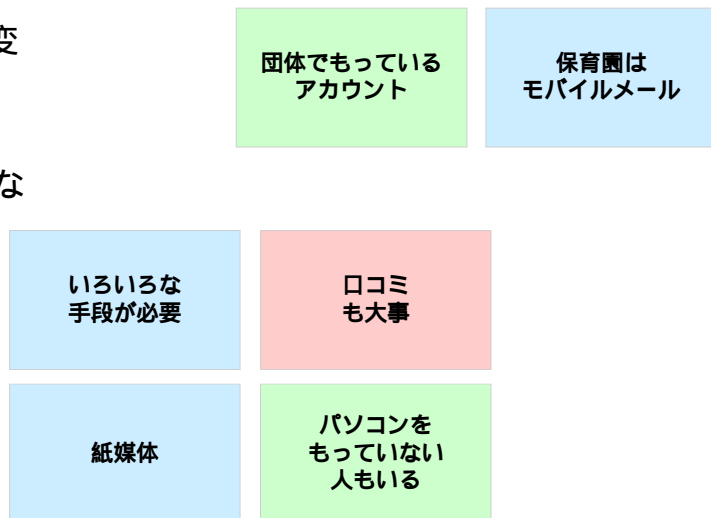 変
団体でもっている
アカウント
保育園は
モバイルメール
な
いろいろな
手段が必要
口コミ
も大事
紙媒体
パソコンを
もっていない
人もいる